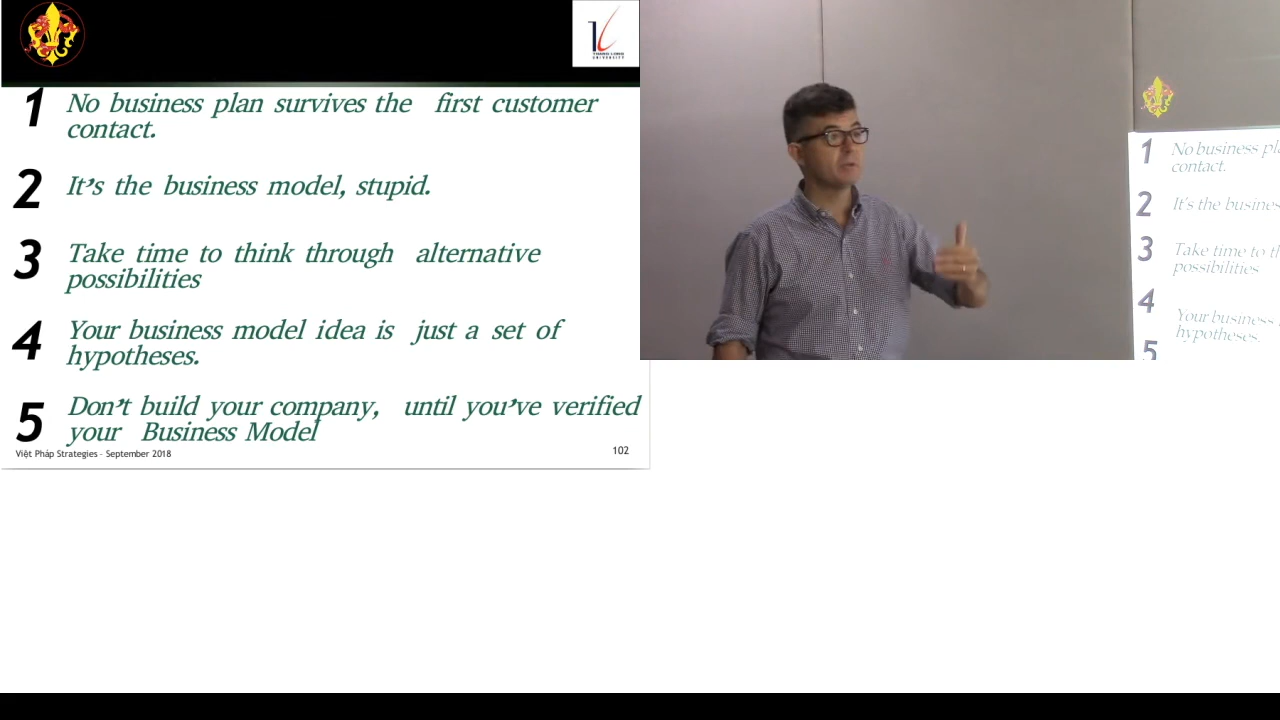 THANG LONG
UNIVERSITY
1 No business plan survives the first customer
contact.
2 It's the business model, stupid.
3 Take time to think through alternative
possibilities
4 Your business model idea is just a set of
hypotheses.
5 Don't build your company, until you've verified
your Business Model
Việt Pháp Strategies – September 2018
102
1 No business pl
contact.
2 It's the busines
3 Take time to th
possibilities
4 Your business
hypotheses.
5